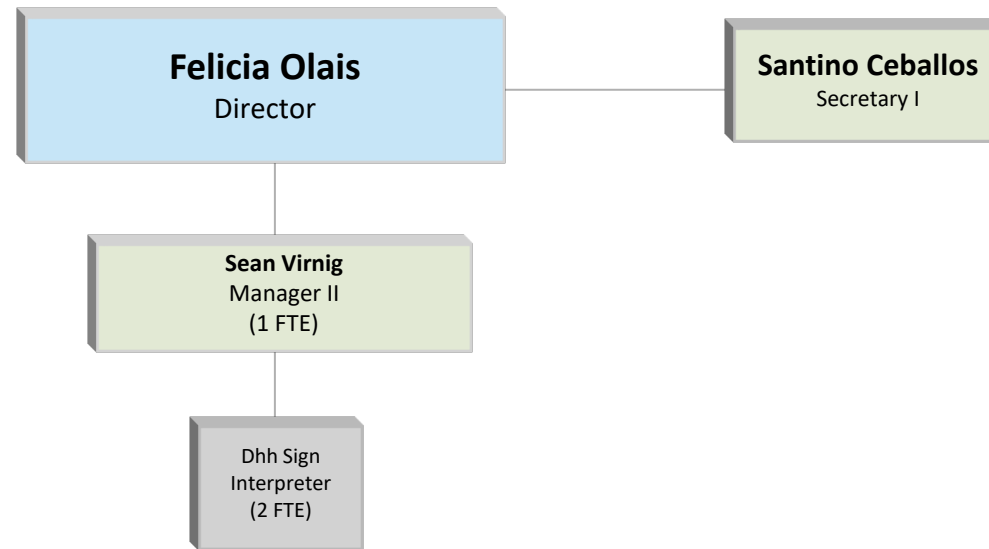 Felicia Olais
Director
Santino Ceballos
Secretary I
Sean Virnig
Manager II
(1 FTE)
Dhh Sign
Interpreter
(2 FTE)